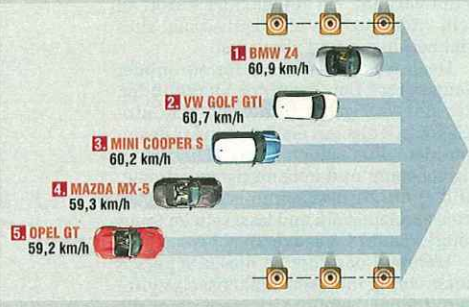 1. BMW Z4
60,9 km/h
2. VW GOLF GTI
60,7 km/h
3. MINI COOPER S
60,2 km/h
4. MAZDA MX-5
59,3 km/h
5. OPEL GT
59,2 km/h